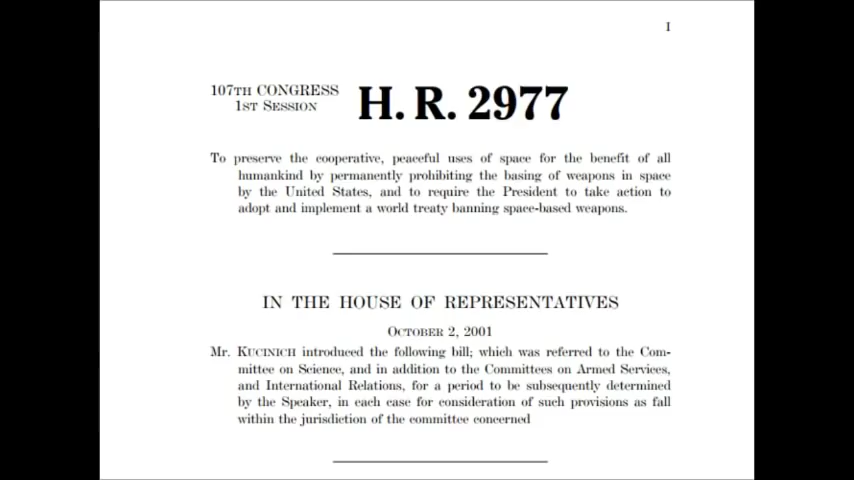 I
107TH CONGRESS
1ST SESSION
H. R. 2977
To preserve the cooperative, peaceful uses of space for the benefit of all
humankind by permanently prohibiting the basing of weapons in space
by the United States, and to require the President to take action to
adopt and implement a world treaty banning space-based weapons.
IN THE HOUSE OF REPRESENTATIVES
OCTOBER 2, 2001
Mr. KUCINICH introduced the following bill; which was referred to the Com-
mittee on Science, and in addition to the Committees on Armed Services,
and International Relations, for a period to be subsequently determined
by the Speaker, in each case for consideration of such provisions as fall
within the jurisdiction of the committee concerned